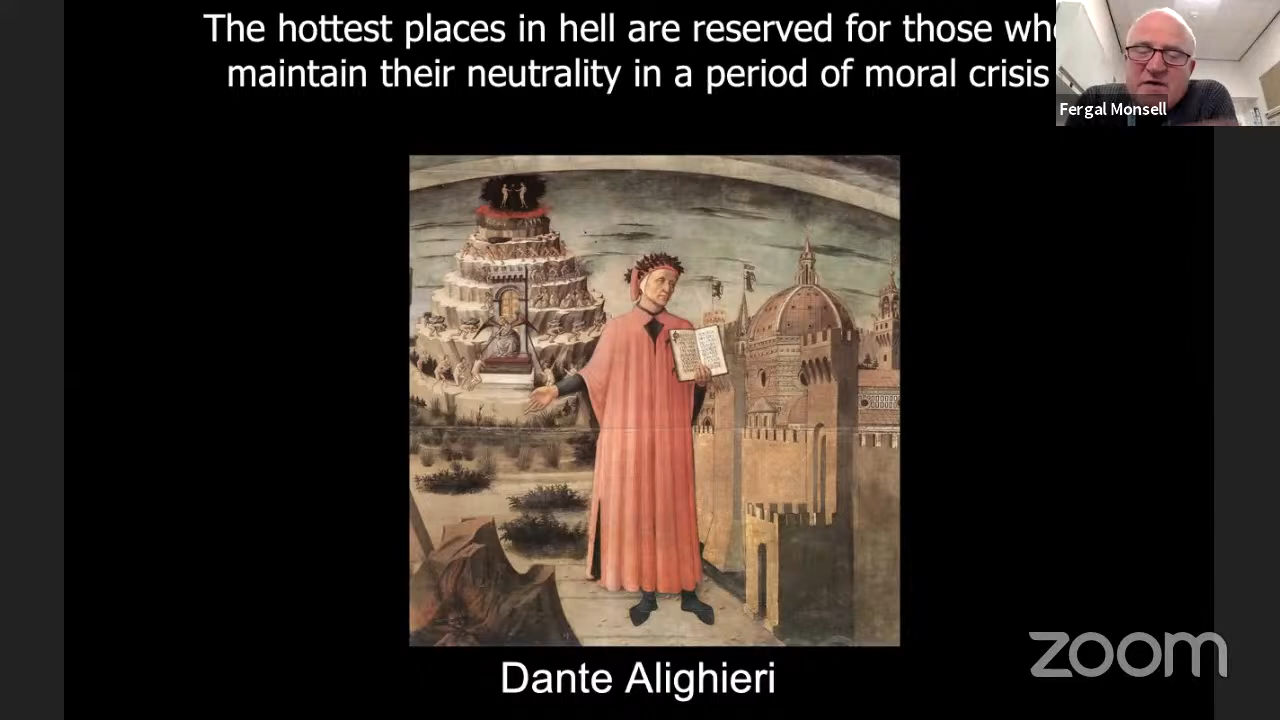 The hottest places in hell are reserved for those who
maintain their neutrality in a period of moral crisis
Fergal Monsell
Dante Alighieri
zoom